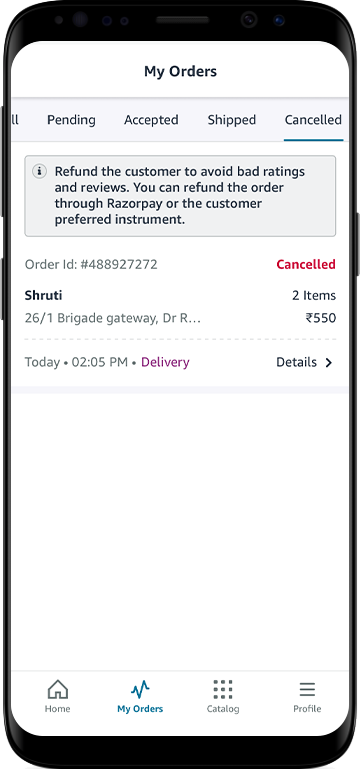 My Orders
ll Pending Accepted Shipped Cancelled
Refund the customer to avoid bad ratings
and reviews. You can refund the order
through Razorpay or the customer
preferred instrument.
Order Id: #488927272 Cancelled
Shruti 2 Items
26/1 Brigade gateway, Dr R... ₹550
Today • 02:05 PM • Delivery Details
Home My Orders Catalog Profile